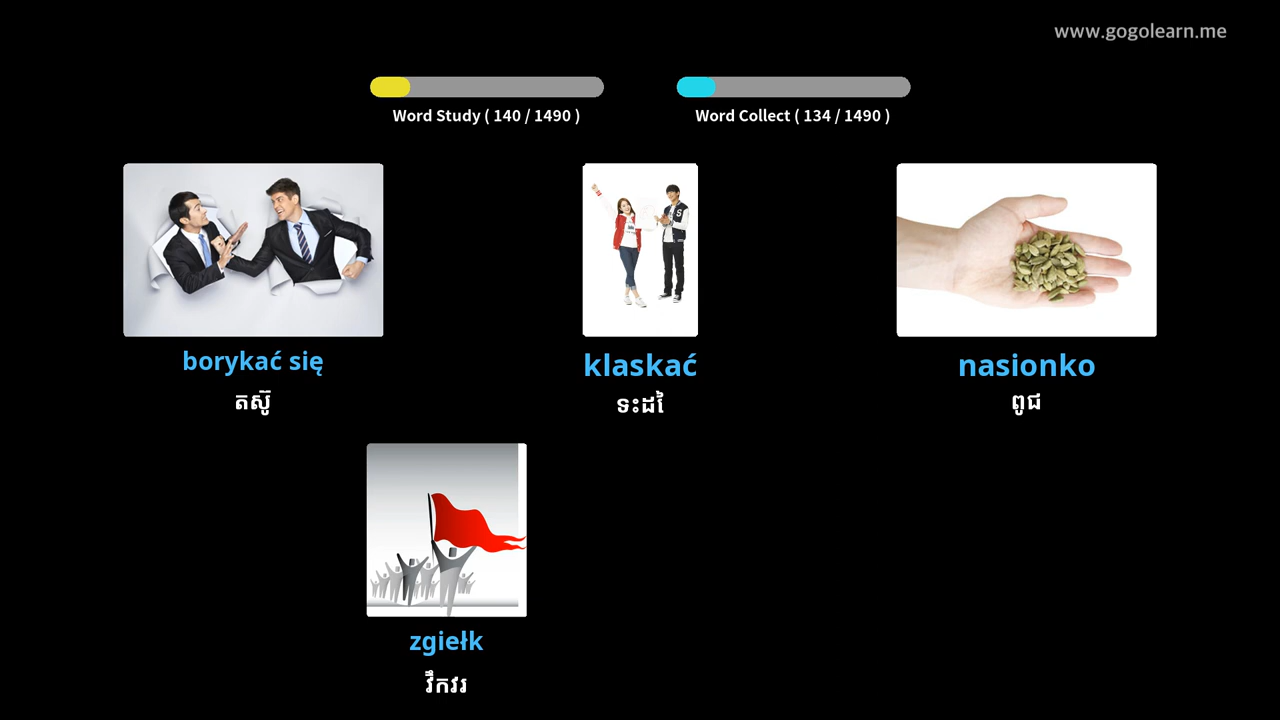 www.gogolearn.me
Word Study ( 140 / 1490 )
Word Collect ( 134 / 1490 )
borykać się
klaskać
nasionko
តស៊ូ
ទះដៃ
ពូជ
zgiełk
វឹកវរ